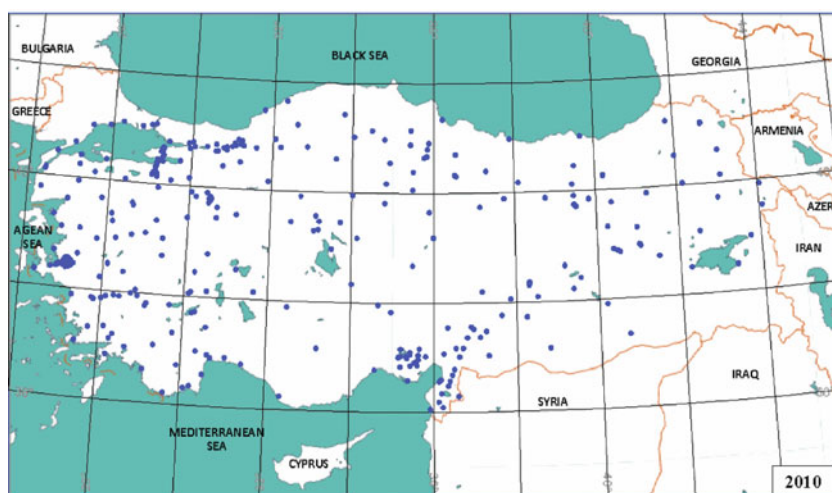 BULGARIA
BLACK SEA
GEORGIA
GREECE
ARMENIA
AZER
AGEAN
SEA
IRAN
IRAQ
SYRIA
MEDITERRANEAN
SEA
CYPRUS
2010